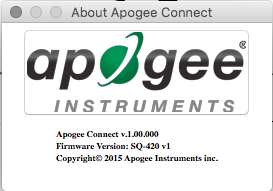 About Apogee Connect
apogee®
INSTRUMENTS
Apogee Connect v.1.00.000
Firmware Version: SQ-420 v1
Copyright© 2015 Apogee Instruments inc.